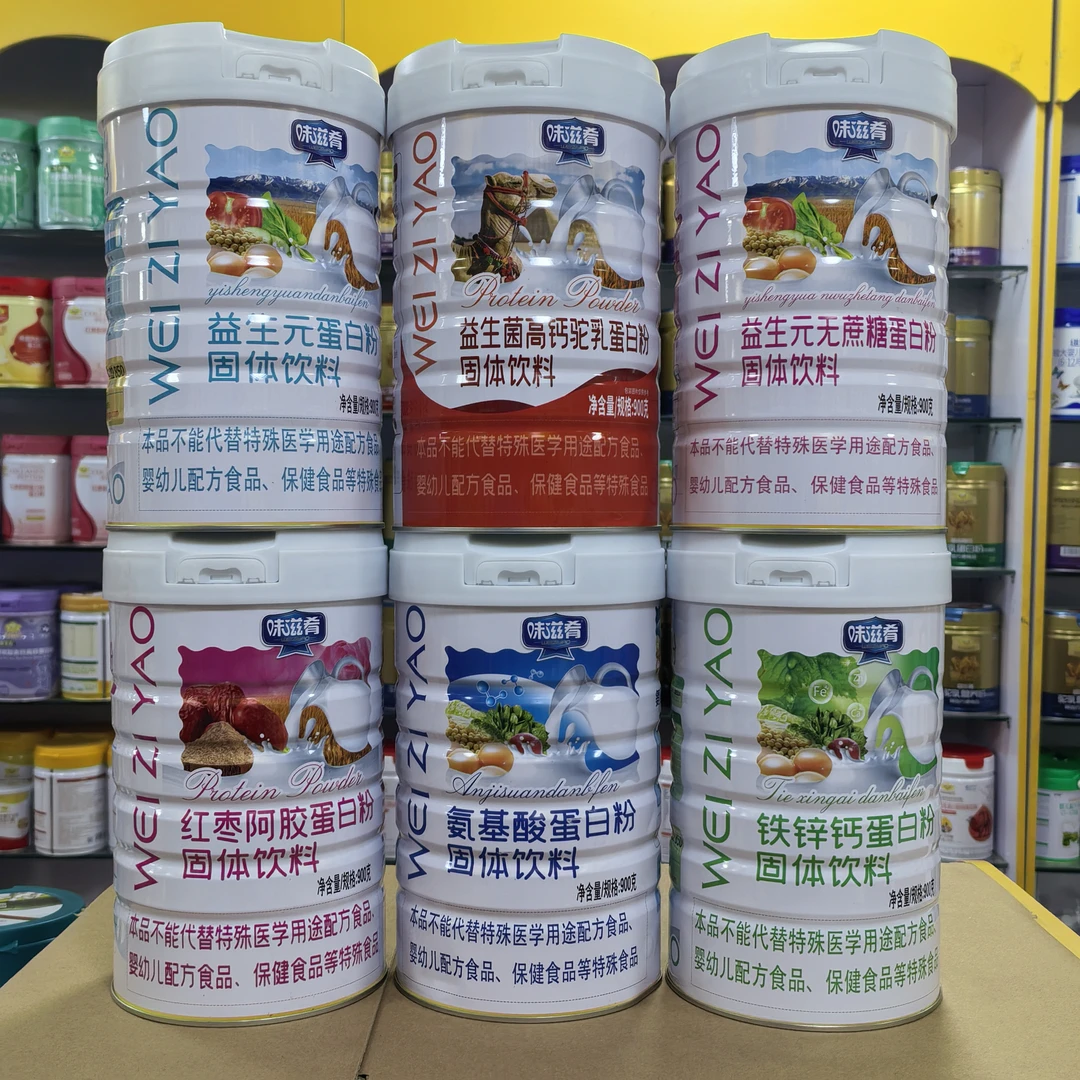 WEI ZI YAO
味滋肴
yishengyuandanbaifen
益生元蛋白粉
固体饮料
净含量/规格:900克
本品不能代替特殊医学用途配方食品、
婴幼儿配方食品、保健食品等特殊食品
WEI ZI YAO
味滋肴
Protein Powder
益生菌高钙驼乳蛋白粉
固体饮料
净含量/规格:900克
本品不能代替特殊医学用途配方食品、
婴幼儿配方食品、保健食品等特殊食品
WEI ZI YAO
味滋肴
yishengyua nwuzhetang danbaifen
益生元无蔗糖蛋白粉
固体饮料
净含量/规格:900克
本品不能代替特殊医学用途配方食品、
婴幼儿配方食品、保健食品等特殊食品
WEI ZI YAO
味滋肴
Protein Powder
红枣阿胶蛋白粉
固体饮料
净含量/规格:900克
本品不能代替特殊医学用途配方食品、
婴幼儿配方食品、保健食品等特殊食品
WEI ZI YAO
味滋肴
Anjisuandanbfen
氨基酸蛋白粉
固体饮料
净含量/规格:900克
本品不能代替特殊医学用途配方食品、
婴幼儿配方食品、保健食品等特殊食品
WEI ZI YAO
味滋肴
Fe
Zi
Tie xingai danbaifen
铁锌钙蛋白粉
固体饮料
净含量/规格:900克
本品不能代替特殊医学用途配方食品、
婴幼儿配方食品、保健食品等特殊食品